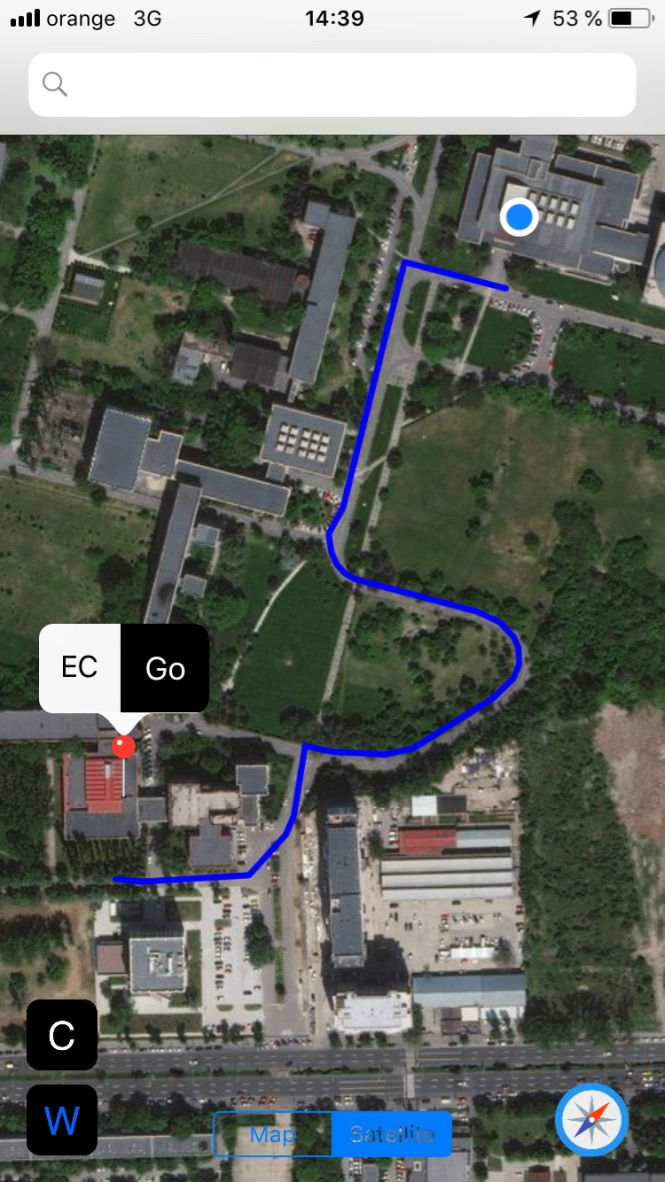 orange 3G 14:39 53 %
EC Go
C
W
Map Satellite